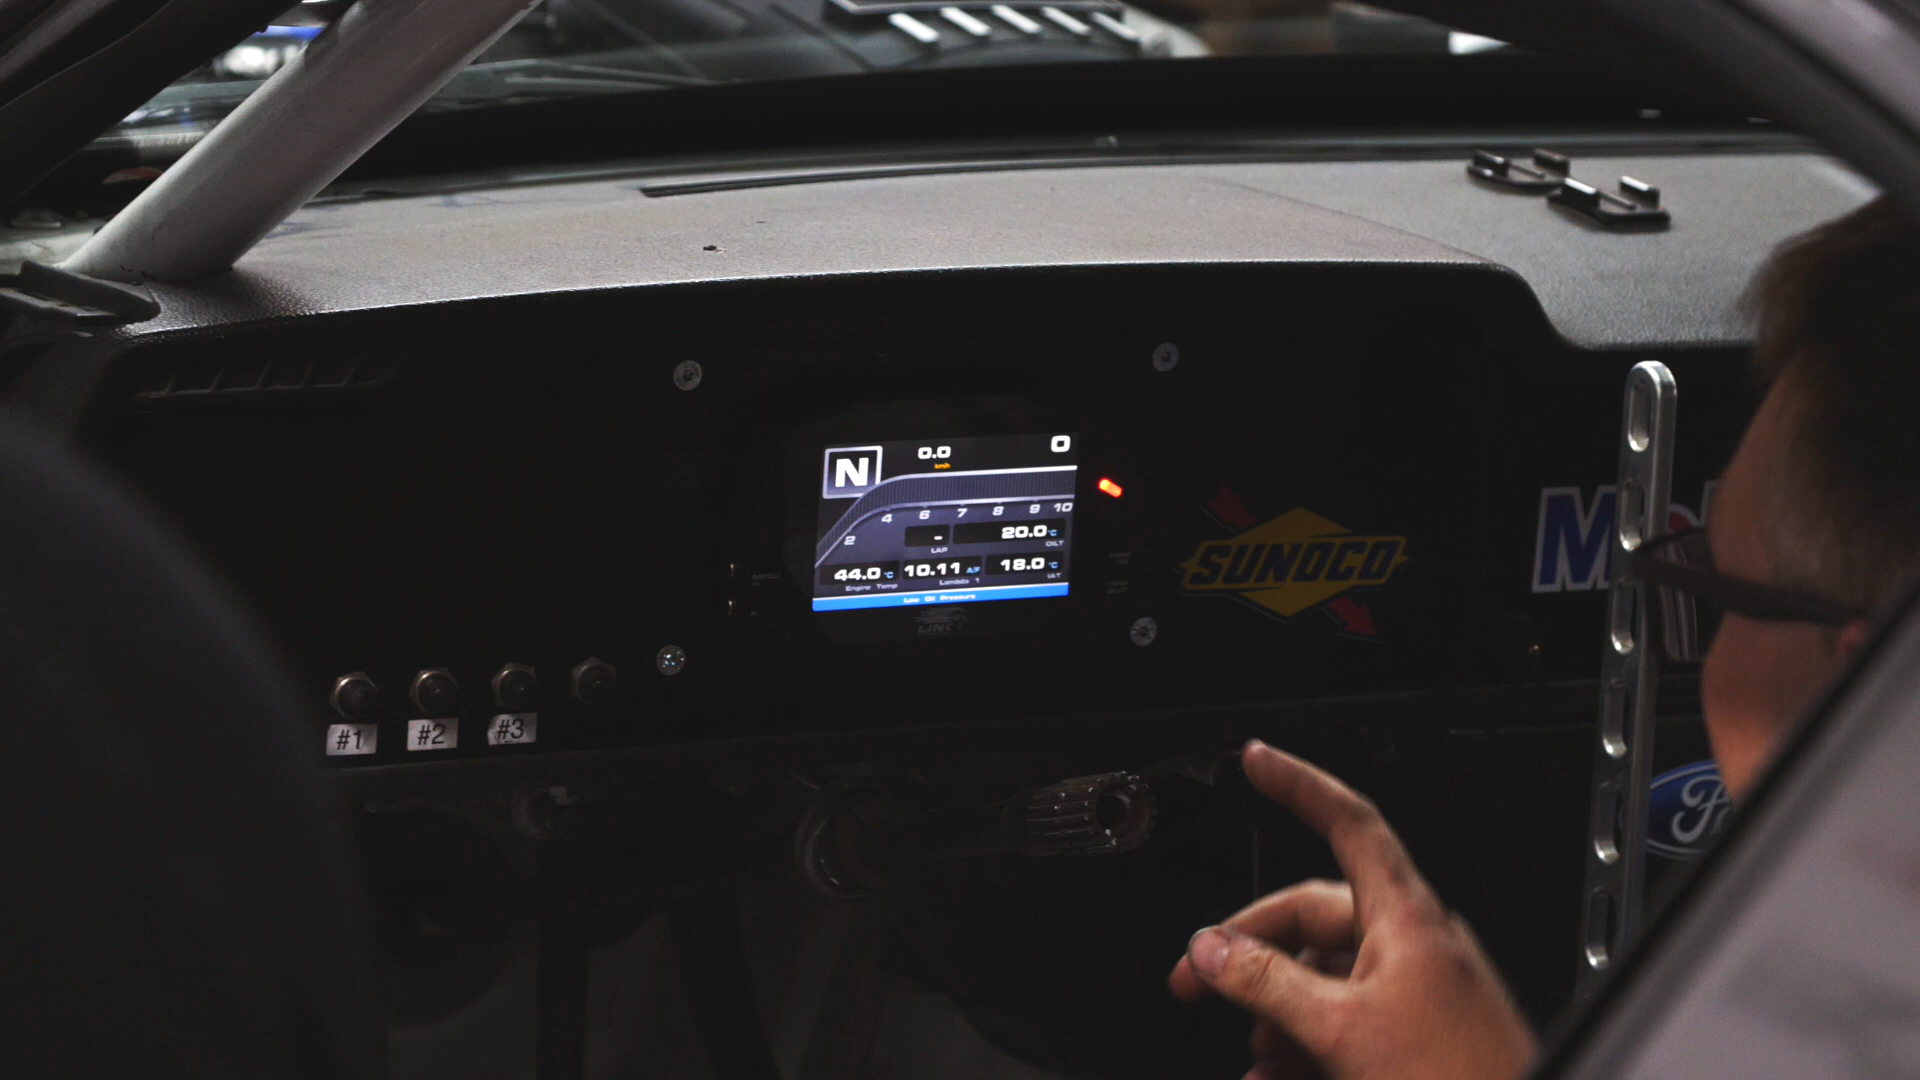 N
0.0
km/h
0
2 4 6 7 8 9 10
-
LAP
20.0 °C
44.0 °C
Engine Temp
10.11 A/F
Lambda 1
18.0 °C
IAT
Low Oil Pressure
LINK
SUNOCO
M
#1
#2
#3
F